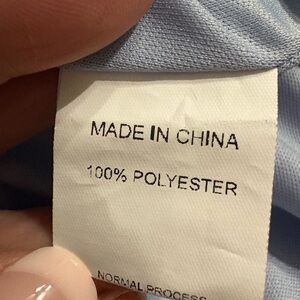 MADE IN CHINA
100% POLYESTER
NORMAL PROCESS